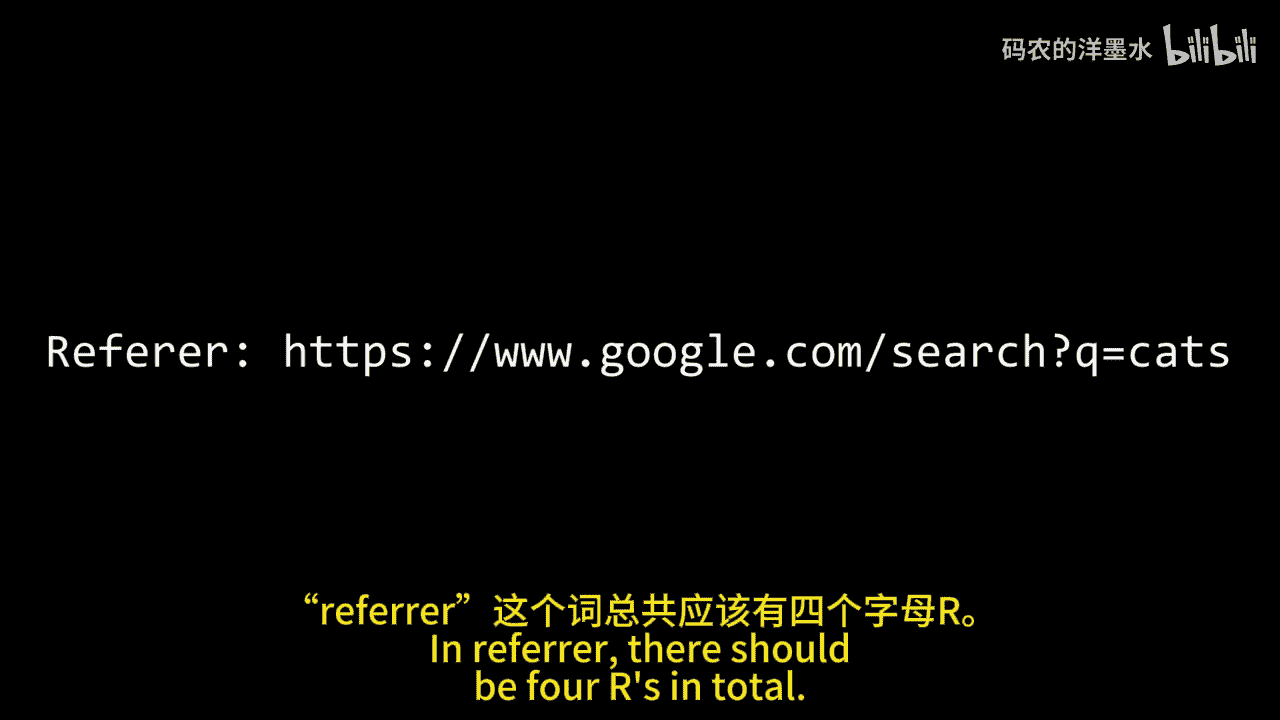 码农的洋墨水 bilibili
Referer: https://www.google.com/search?q=cats
“referrer”这个词总共应该有四个字母R。
In referrer, there should
be four R's in total.